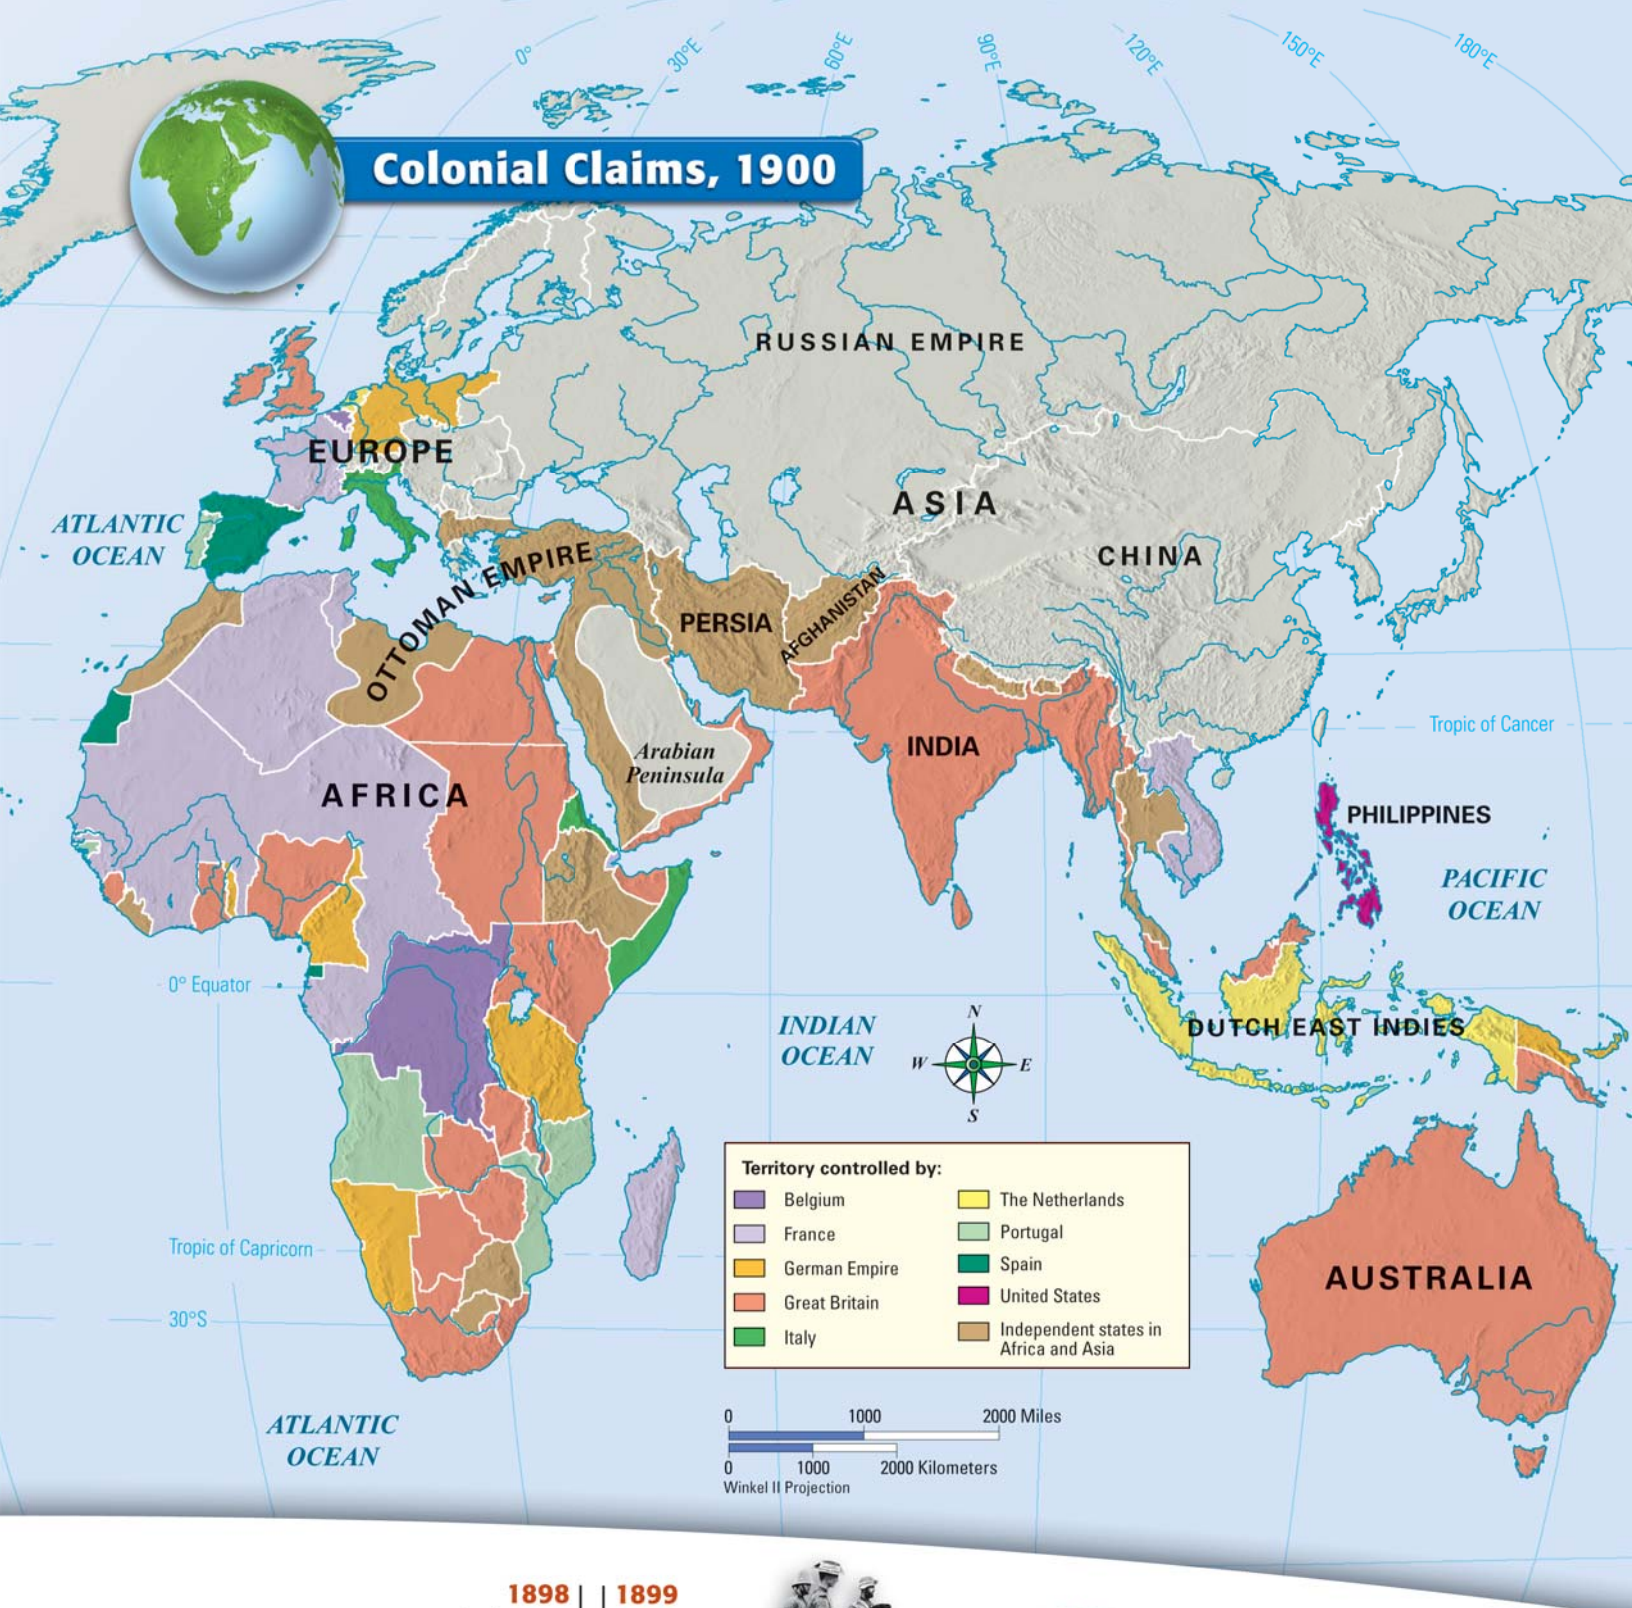 0°
30°E
60°E
90°E
120°E
150°E
180°E
Colonial Claims, 1900
RUSSIAN EMPIRE
EUROPE
ASIA
ATLANTIC
OCEAN
CHINA
OTTOMAN EMPIRE
PERSIA
AFGHANISTAN
Tropic of Cancer
INDIA
Arabian
Peninsula
AFRICA
PHILIPPINES
PACIFIC
OCEAN
0° Equator
INDIAN
OCEAN
N
W
E
S
DUTCH EAST INDIES
Territory controlled by:
Belgium
France
German Empire
Great Britain
Italy
The Netherlands
Portugal
Spain
United States
Independent states in
Africa and Asia
Tropic of Capricorn
AUSTRALIA
30°S
ATLANTIC
OCEAN
0 1000 2000 Miles
0 1000 2000 Kilometers
Winkel II Projection
1898 | | 1899